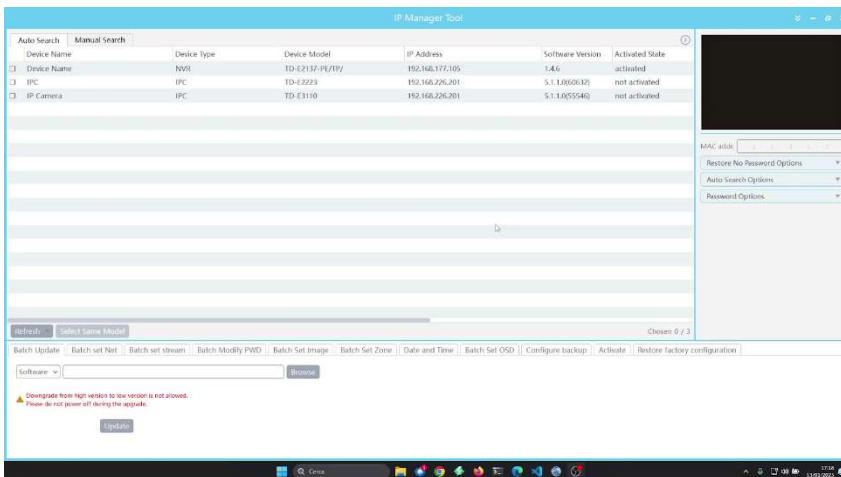 IP Manager Tool
Auto Search Manual Search
Device Name Device Type Device Model IP Address Software Version Activated State
Device Name NVR TD-E2137-PE/TP/ 192.168.177.105 1.4.6 activated
IPC IPC TD-E2223 192.168.226.201 5.1.1.0(60632) not activated
IP Camera IPC TD-E3110 192.168.226.201 5.1.1.0(55546) not activated
MAC addr.
Restore No Password Options
Auto Search Options
Password Options
Refresh Select Same Model Chosen 0 / 3
Batch Update Batch set Net Batch set stream Batch Modify PWD Batch Set Image Batch Set Zone Date and Time Batch Set OSD Configure backup Activate Restore factory configuration
Software Browse
Downgrade from high version to low version is not allowed.
Please do not power off during the upgrade.
Update
Cerca
17:18
13/03/2025